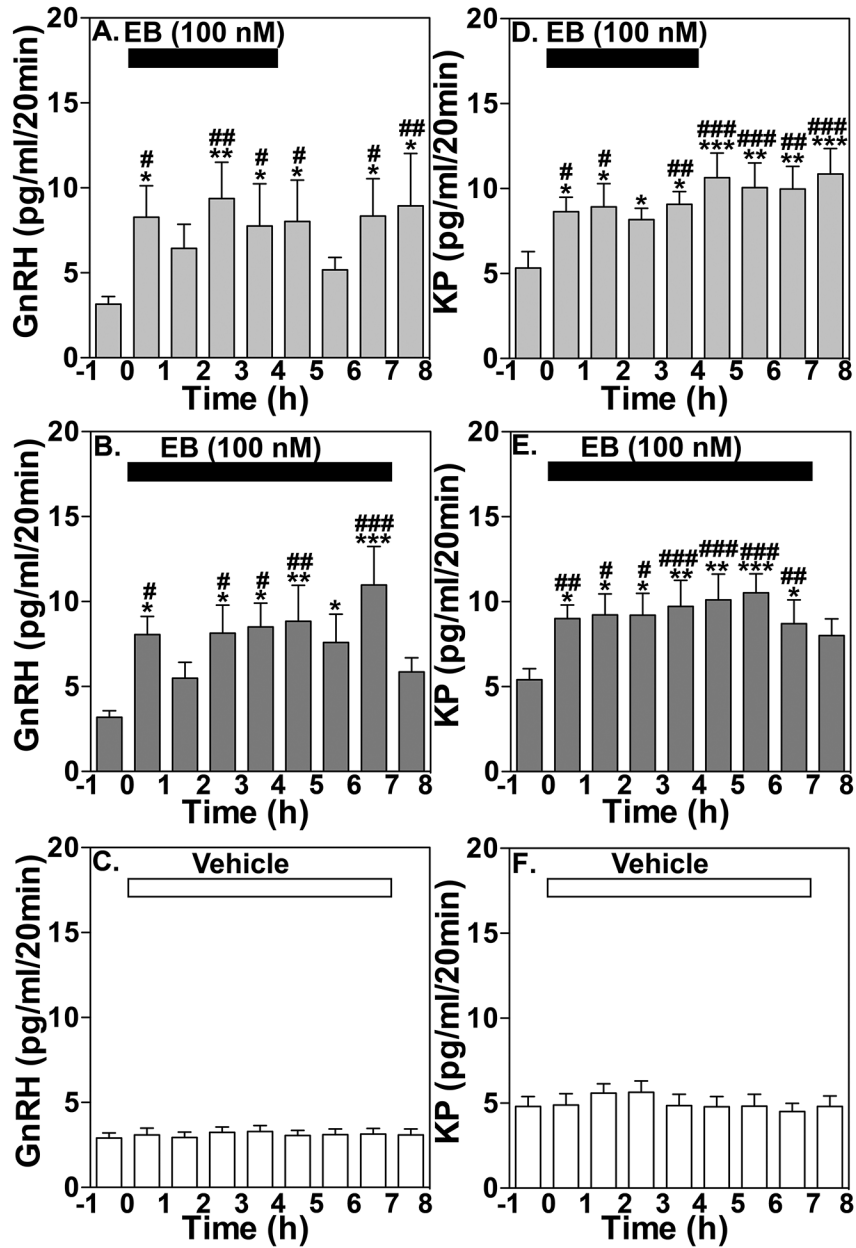 A. EB (100 nM)
GnRH (pg/ml/20min)
20
15
10
5
0
# ## # # # ##
* ** * * * *
-1 0 1 2 3 4 5 6 7 8
Time (h)
D. EB (100 nM)
KP (pg/ml/20min)
20
15
10
5
0
# # ## ### ### ## ###
* * * * *** ** ** ***
-1 0 1 2 3 4 5 6 7 8
Time (h)
B. EB (100 nM)
GnRH (pg/ml/20min)
20
15
10
5
0
# # # ## ###
* * * ** * ***
-1 0 1 2 3 4 5 6 7 8
Time (h)
E. EB (100 nM)
KP (pg/ml/20min)
20
15
10
5
0
## # # ### ### ### ##
* * * ** ** *** *
-1 0 1 2 3 4 5 6 7 8
Time (h)
C. Vehicle
GnRH (pg/ml/20min)
20
15
10
5
0
-1 0 1 2 3 4 5 6 7 8
Time (h)
F. Vehicle
KP (pg/ml/20min)
20
15
10
5
0
-1 0 1 2 3 4 5 6 7 8
Time (h)